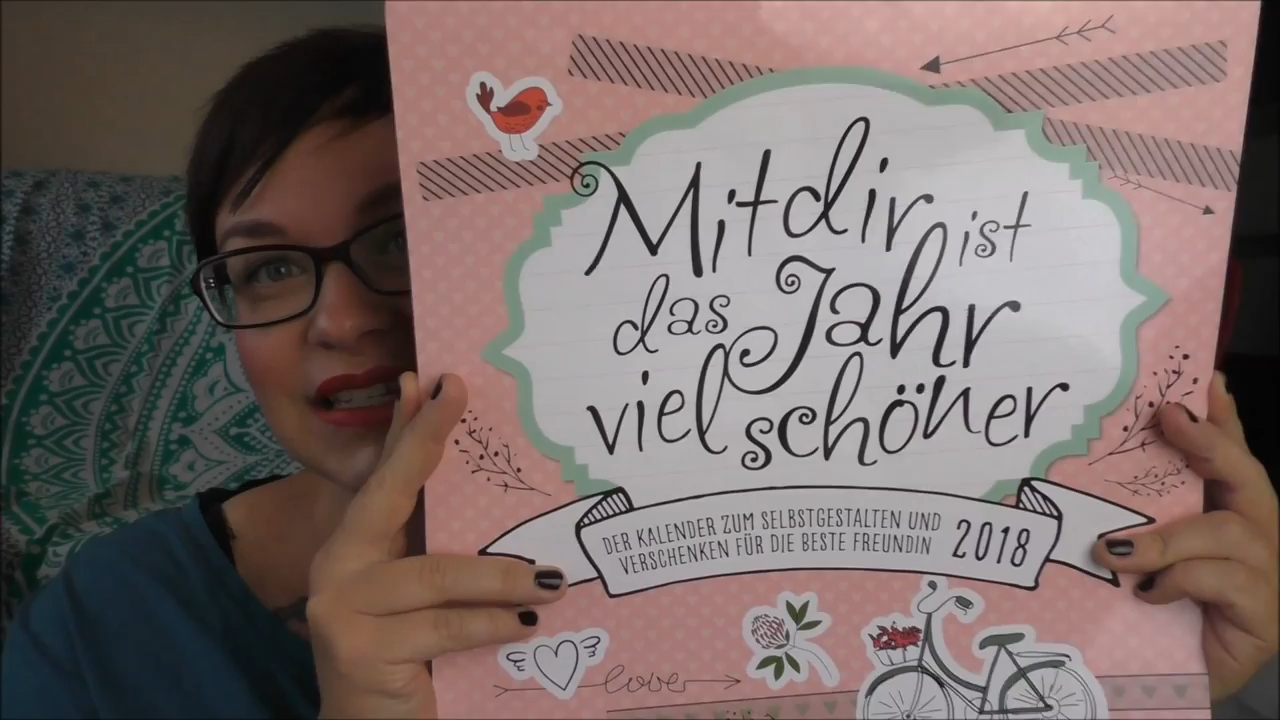 Mit dir ist
das Jahr
viel schöner
DER KALENDER ZUM SELBSTGESTALTEN UND
VERSCHENKEN FÜR DIE BESTE FREUNDIN
2018
love